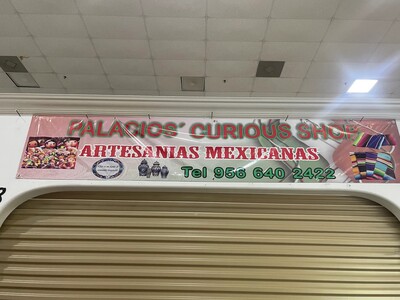 PALACIOS' CURIOUS SHOP
ARTESANIAS MEXICANAS
Tel 956 640 2422